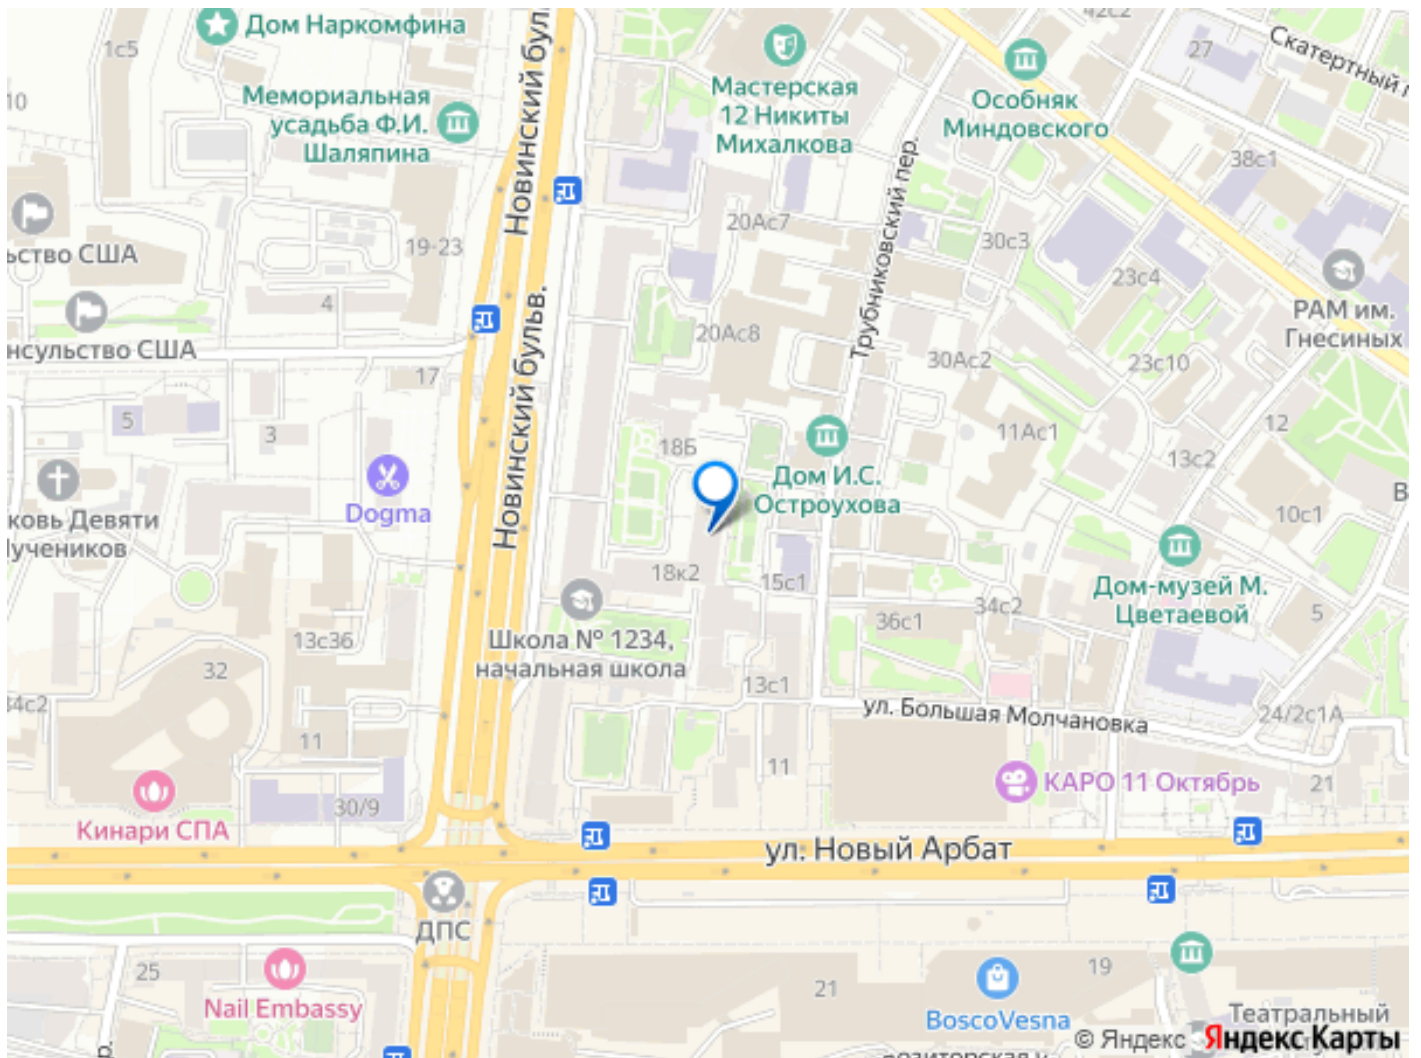 Дом Наркомфина
1с5
Мемориальная
усадьба Ф.И.
Шаляпина
10
Новинский бул
Мастерская
12 Никиты
Михалкова
42с2
27
Скатертный
Особняк
Миндовского
38с1
Трубниковский пер.
20Ас7
30с3
23с4
19-23
ьство США
4
нсульство США
17
Новинский бульв.
20Ас8
30Ас2
23с10
РАМ им.
Гнесиных
5
3
18Б
11Ас1
12
13с2
Dogma
Дом И.С.
Остроухова
10с1
В
ковь Девяти
учеников
18к2
15с1
Дом-музей М.
Цветаевой
5
36с1
34с2
13с36
Школа № 1234,
начальная школа
32
13с1
34с2
ул. Большая Молчановка
24/2с1А
11
11
КАРО 11 Октябрь
21
30/9
Кинари СПА
ул. Новый Арбат
ДПС
25
Nail Embassy
21
19
BoscoVesna
Театральный
© Яндекс Яндекс Карты